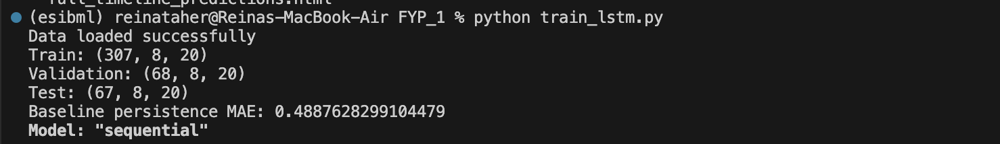 full_timeline_predictions.html
(esibml) reinataher@Reinas-MacBook-Air FYP_1 % python train_lstm.py
Data loaded successfully
Train: (307, 8, 20)
Validation: (68, 8, 20)
Test: (67, 8, 20)
Baseline persistence MAE: 0.4887628299104479
Model: "sequential"